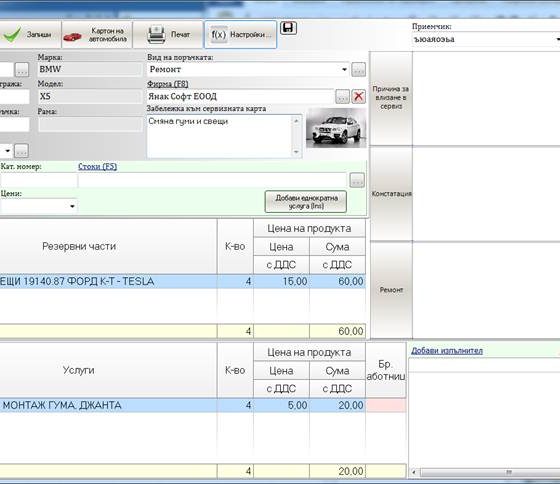 Приемчик:
Запиши
Картон на автомобила
Печат
f(x) Настройки ...
ъюаяоэьа
Марка:
Вид на поръчката:
BMW
Ремонт
Модел:
Фирма (F8)
X5
Янак Софт ЕООД
Рама:
Забележка към сервизната карта
Смяна гуми и свещи
Причина за влизане в сервиз
Кат. номер:
Стоки (F5)
Цени:
Добави еднократна услуга (Ins)
Констатация
Резервни части
К-во
Цена на продукта
Цена
Сума
с ДДС
с ДДС
ЕЩИ 19140.87 ФОРД К-Т - TESLA
4
15,00
60,00
Ремонт
4
60,00
Услуги
К-во
Цена на продукта
Бр.
аботниц
Цена
Сума
с ДДС
с ДДС
Добави изпълнител
МОНТАЖ ГУМА, ДЖАНТА
4
5,00
20,00
4
20,00